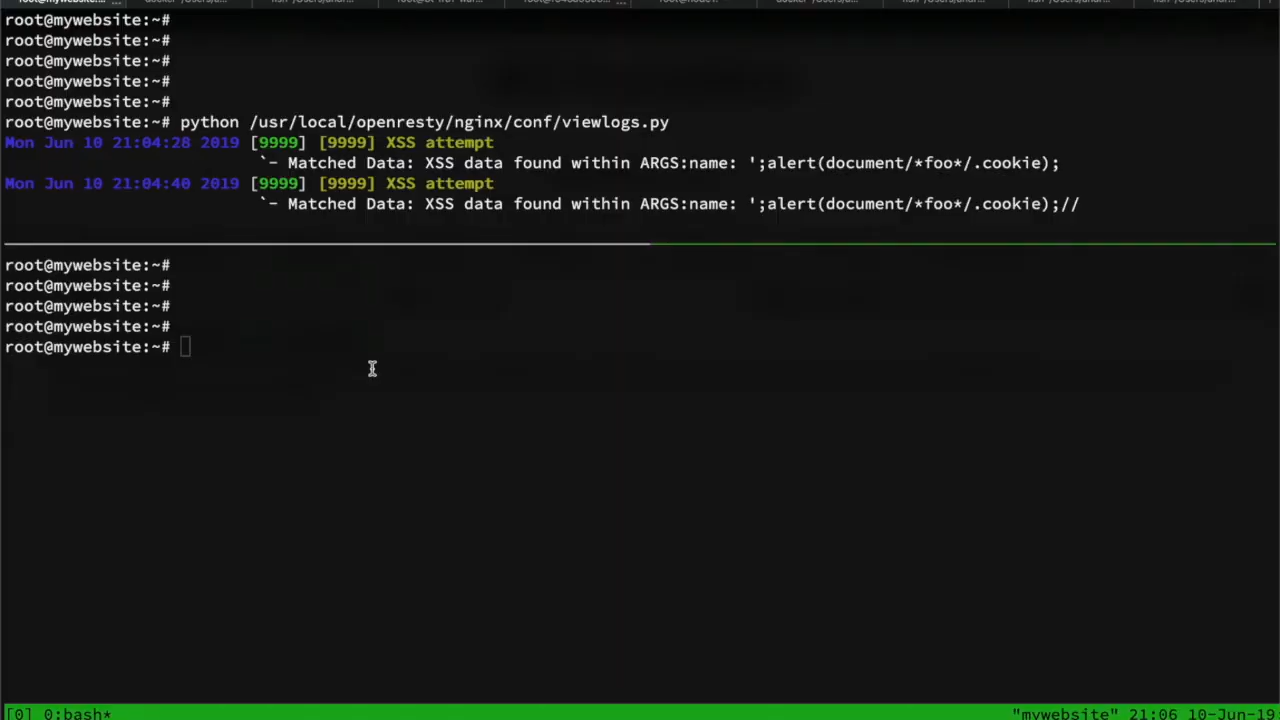 root@mywebsite:~#
root@mywebsite:~#
root@mywebsite:~#
root@mywebsite:~#
root@mywebsite:~#
root@mywebsite:~# python /usr/local/openresty/nginx/conf/viewlogs.py
Mon Jun 10 21:04:28 2019 [9999] [9999] XSS attempt
`- Matched Data: XSS data found within ARGS:name: ';alert(document/*foo*/.cookie);
Mon Jun 10 21:04:40 2019 [9999] [9999] XSS attempt
`- Matched Data: XSS data found within ARGS:name: ';alert(document/*foo*/.cookie);//
root@mywebsite:~#
root@mywebsite:~#
root@mywebsite:~#
root@mywebsite:~#
root@mywebsite:~#
[0] 0:bash* "mywebsite" 21:06 10-Jun-19